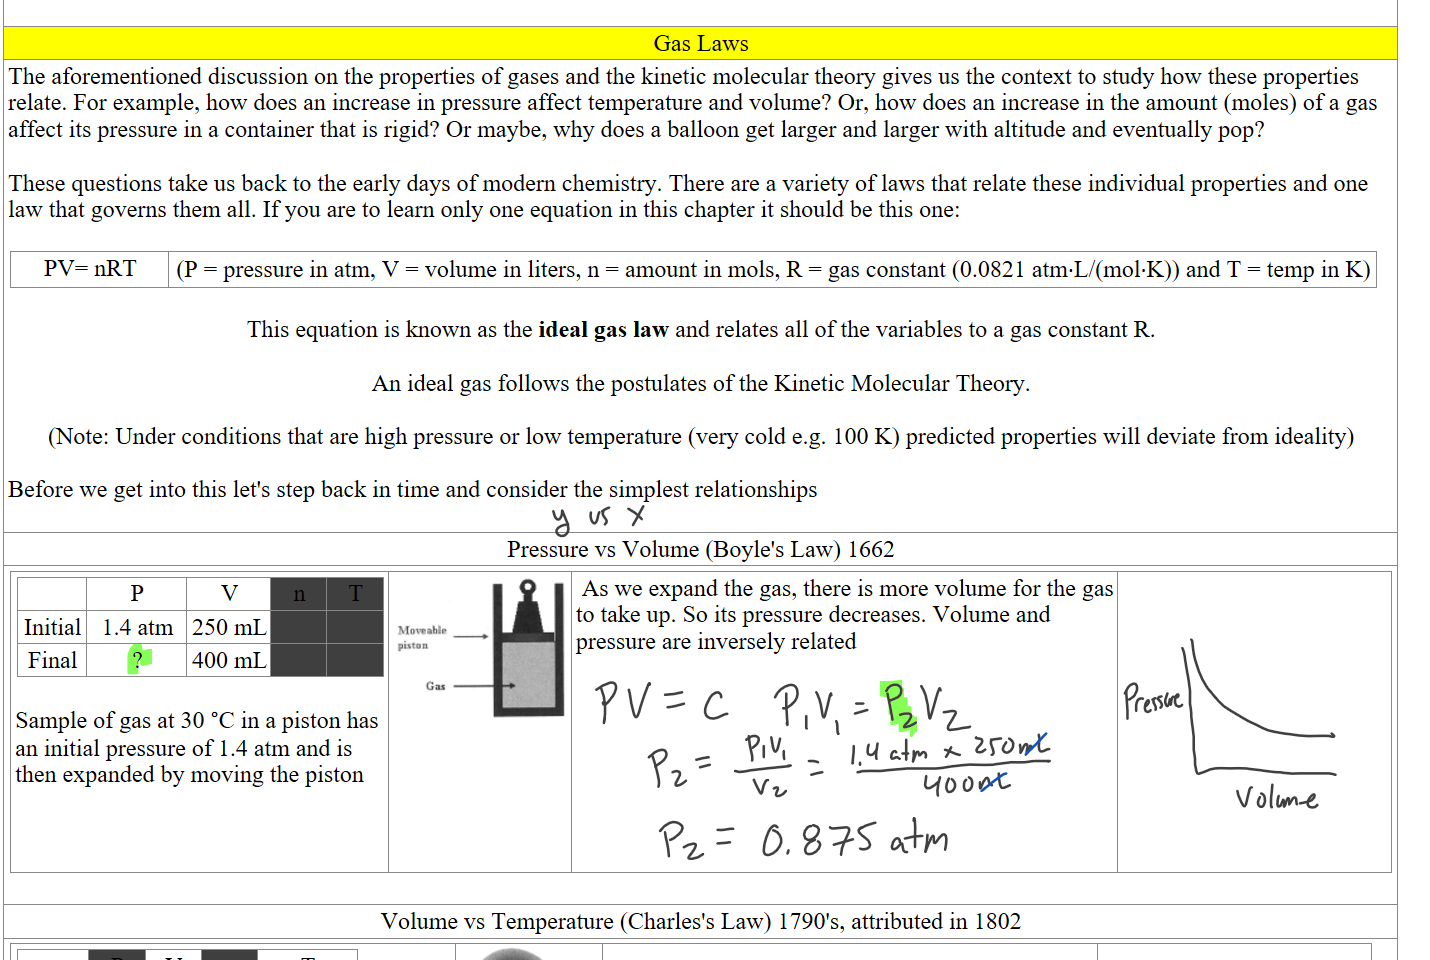 Gas Laws
The aforementioned discussion on the properties of gases and the kinetic molecular theory gives us the context to study how these properties
relate. For example, how does an increase in pressure affect temperature and volume? Or, how does an increase in the amount (moles) of a gas
affect its pressure in a container that is rigid? Or maybe, why does a balloon get larger and larger with altitude and eventually pop?
These questions take us back to the early days of modern chemistry. There are a variety of laws that relate these individual properties and one
law that governs them all. If you are to learn only one equation in this chapter it should be this one:
PV= nRT (P = pressure in atm, V = volume in liters, n = amount in mols, R = gas constant (0.0821 atm·L/(mol·K)) and T = temp in K)
This equation is known as the ideal gas law and relates all of the variables to a gas constant R.
An ideal gas follows the postulates of the Kinetic Molecular Theory.
(Note: Under conditions that are high pressure or low temperature (very cold e.g. 100 K) predicted properties will deviate from ideality)
Before we get into this let's step back in time and consider the simplest relationships
y vs x
Pressure vs Volume (Boyle's Law) 1662
P V n T
Initial 1.4 atm 250 mL
Final ? 400 mL
Sample of gas at 30 °C in a piston has
an initial pressure of 1.4 atm and is
then expanded by moving the piston
Moveable
piston
Gas
As we expand the gas, there is more volume for the gas
to take up. So its pressure decreases. Volume and
pressure are inversely related
PV = C P₁V₁ = P₂V₂
P₂ = P₁V₁ / V₂ = 1.4 atm x 250mL / 400mL
P₂ = 0.875 atm
Pressure
Volume
Volume vs Temperature (Charles's Law) 1790's, attributed in 1802